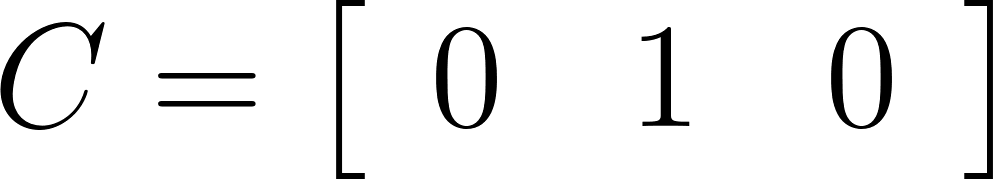 C = [ 0 1 0 ]